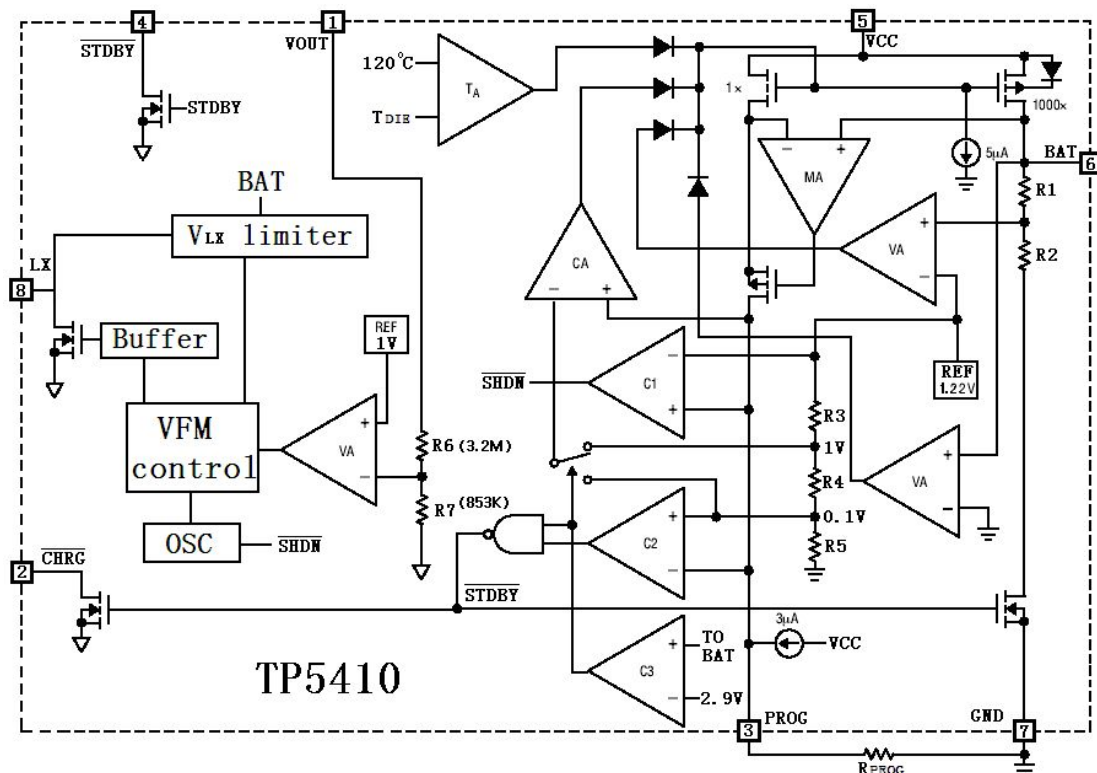 4
1
5
STDBY
VOUT
VCC
120°C
TA
TDIE
STDBY
1×
1000×
5μA
BAT
6
MA
R1
BAT
VLX limiter
VA
R2
LX
8
CA
REF
1V
Buffer
REF
1.22V
SHDN
C1
R3
VFM
control
VA
R6 (3.2M)
1V
R4
VA
R7 (853K)
0.1V
OSC
SHDN
C2
R5
CHRG
2
STDBY
3μA
VCC
TO
BAT
C3
2.9V
TP5410
3
PROG
GND
7
RPROG